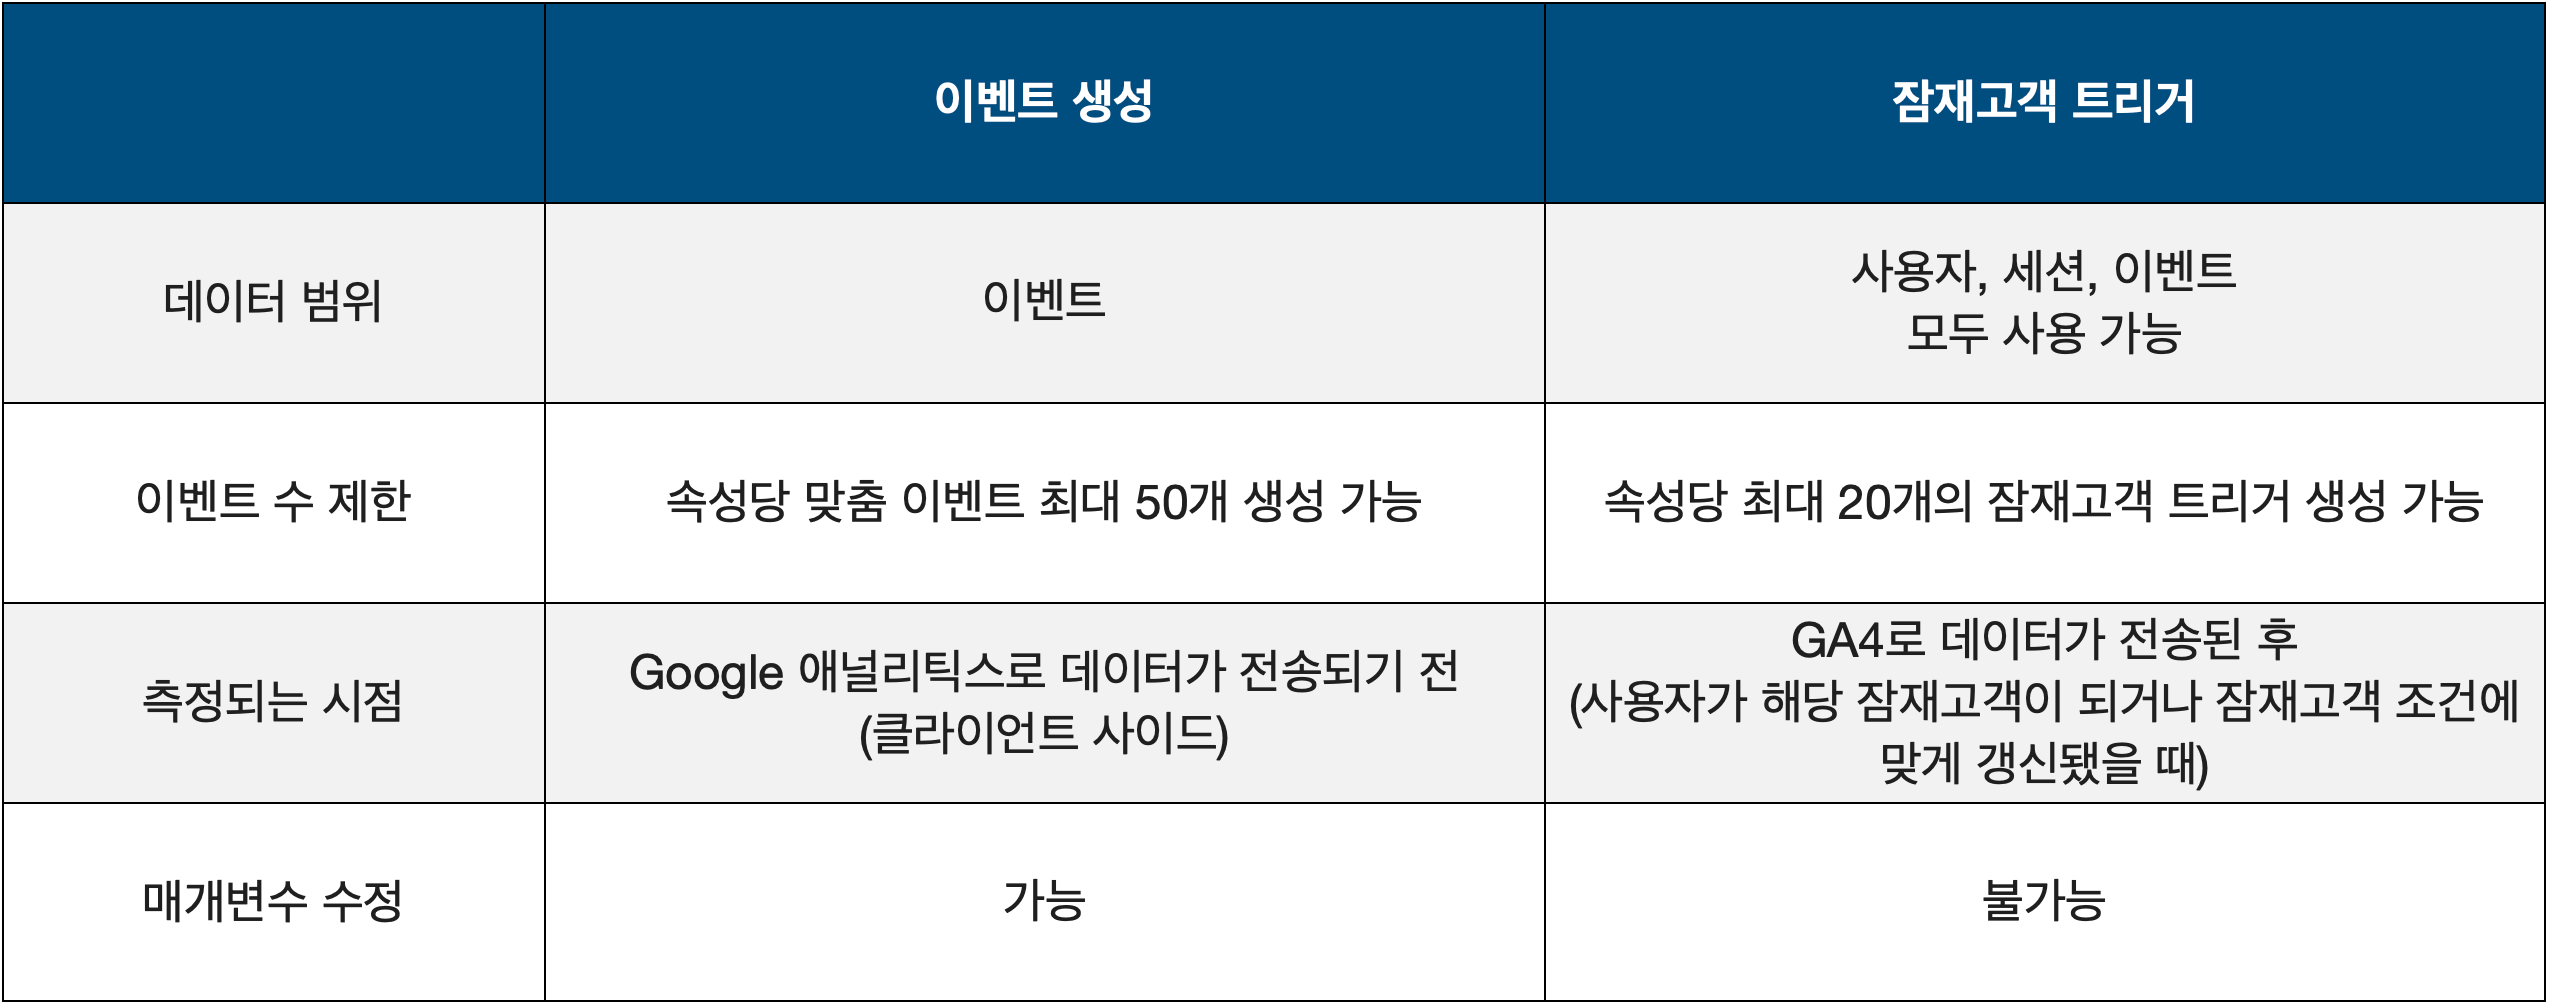 이벤트 생성
잠재고객 트리거
데이터 범위
이벤트
사용자, 세션, 이벤트
모두 사용 가능
이벤트 수 제한
속성당 맞춤 이벤트 최대 50개 생성 가능
속성당 최대 20개의 잠재고객 트리거 생성 가능
측정되는 시점
Google 애널리틱스로 데이터가 전송되기 전
(클라이언트 사이드)
GA4로 데이터가 전송된 후
(사용자가 해당 잠재고객이 되거나 잠재고객 조건에
맞게 갱신됐을 때)
매개변수 수정
가능
불가능